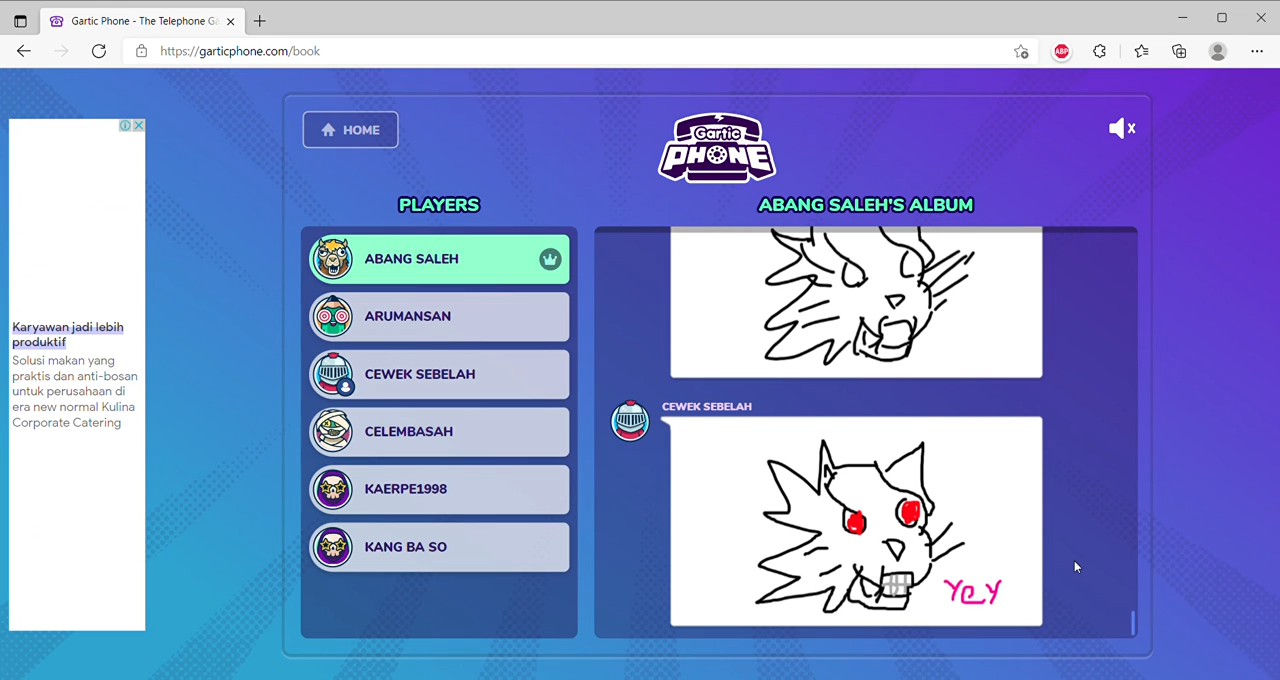 Gartic Phone - The Telephone Ga
https://garticphone.com/book
ABP
HOME
Gartic
PHONE
PLAYERS
ABANG SALEH
ARUMANSAN
CEWEK SEBELAH
CELEMBASAH
KAERPE1998
KANG BA SO
ABANG SALEH'S ALBUM
CEWEK SEBELAH
YEY
Karyawan jadi lebih
produktif
Solusi makan yang
praktis dan anti-bosan
untuk perusahaan di
era new normal Kulina
Corporate Catering